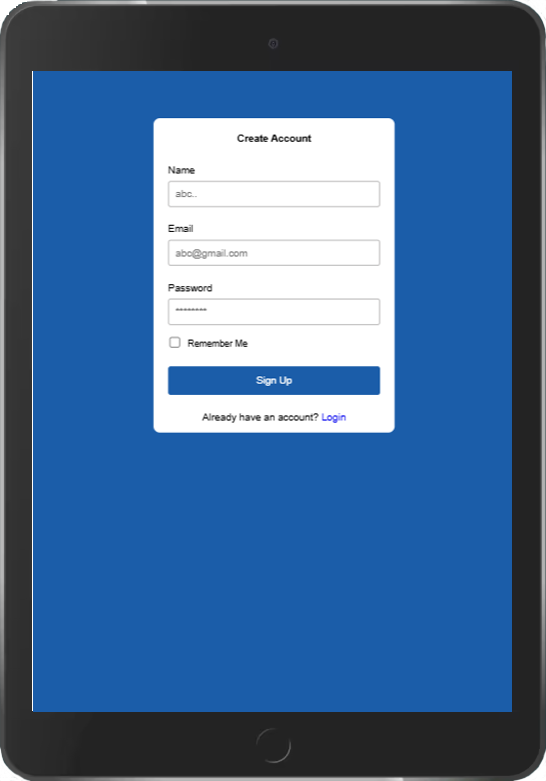 Create Account
Name
abc..
Email
abc@gmail.com
Password
********
Remember Me
Sign Up
Already have an account? Login